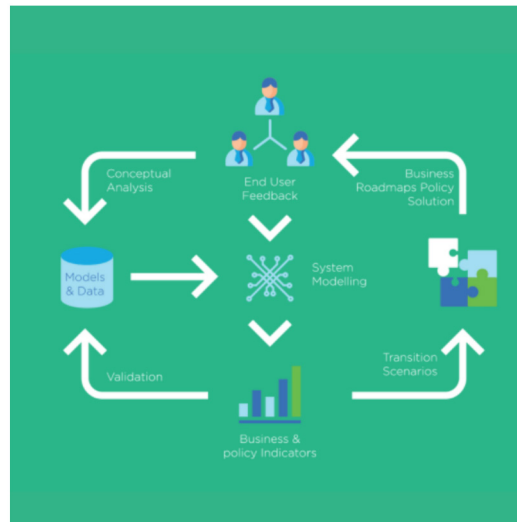 Conceptual
Analysis
End User
Feedback
Business
Roadmaps Policy
Solution
Models
& Data
System
Modelling
Validation
Transition
Scenarios
Business &
policy Indicators